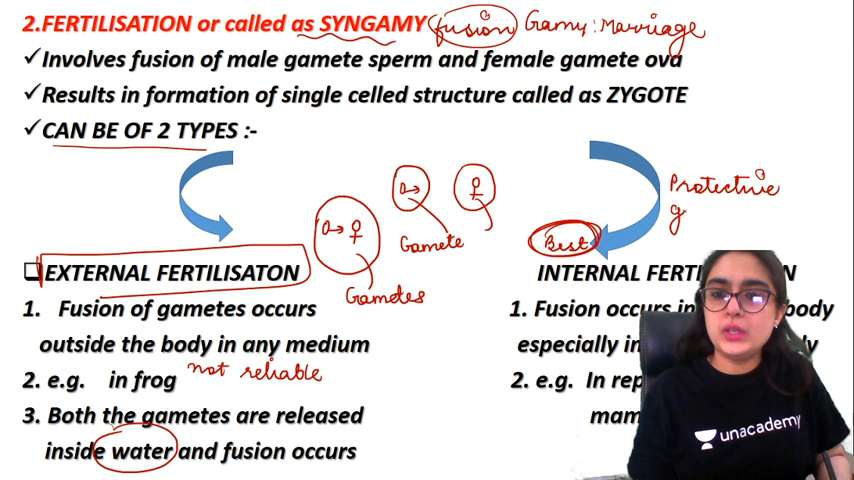 2.FERTILISATION or called as SYNGAMY fusion Gamy: Marriage
✓Involves fusion of male gamete sperm and female gamete ova
✓Results in formation of single celled structure called as ZYGOTE
✓CAN BE OF 2 TYPES :-
Protective
g
Best
Gamete
EXTERNAL FERTILISATON
INTERNAL FERT N
Gametes
1. Fusion of gametes occurs
outside the body in any medium
1. Fusion occurs in body
especially in
2. e.g. in frog not reliable
2. e.g. In rep
3. Both the gametes are released
inside water and fusion occurs
mam
unacademy